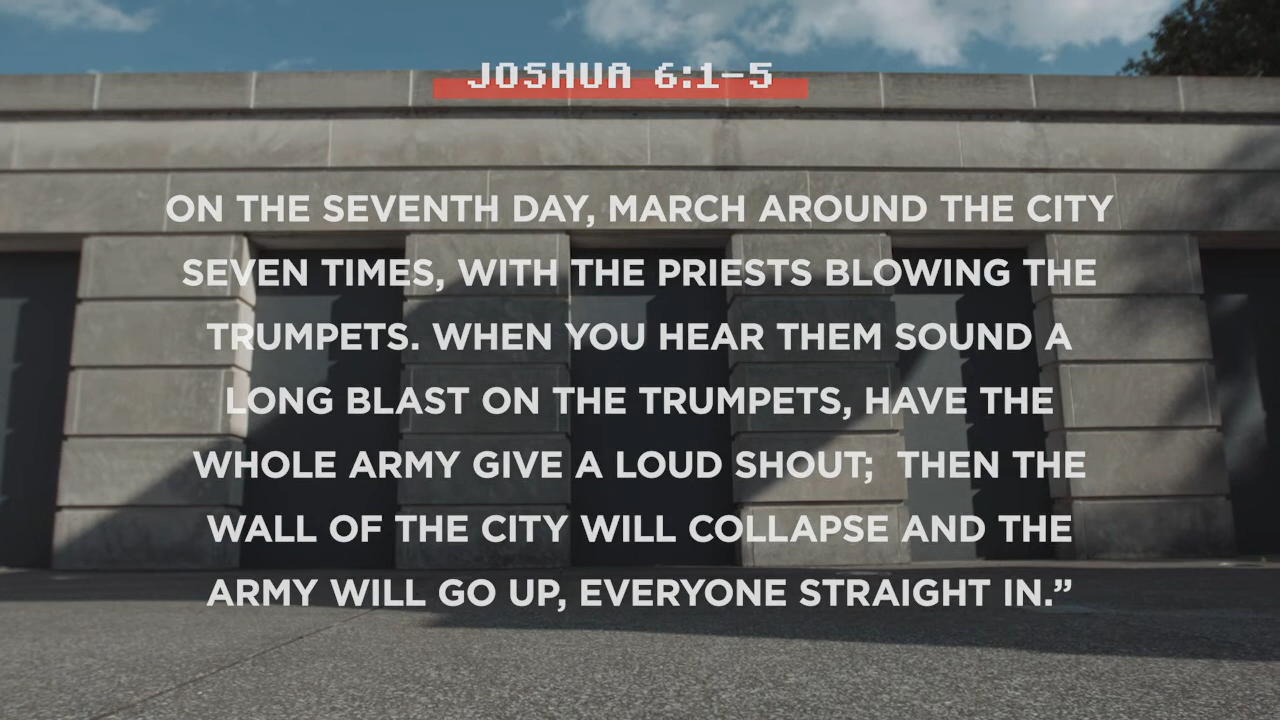 JOSHUA 6:1-5
ON THE SEVENTH DAY, MARCH AROUND THE CITY
SEVEN TIMES, WITH THE PRIESTS BLOWING THE
TRUMPETS. WHEN YOU HEAR THEM SOUND A
LONG BLAST ON THE TRUMPETS, HAVE THE
WHOLE ARMY GIVE A LOUD SHOUT;  THEN THE
WALL OF THE CITY WILL COLLAPSE AND THE
ARMY WILL GO UP, EVERYONE STRAIGHT IN.”